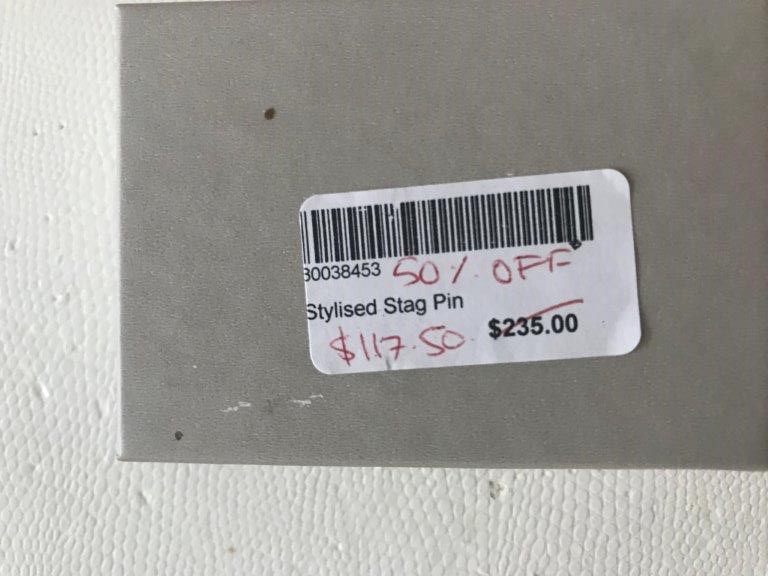 30038453 50% OFF
Stylised Stag Pin
$117.50 $235.00